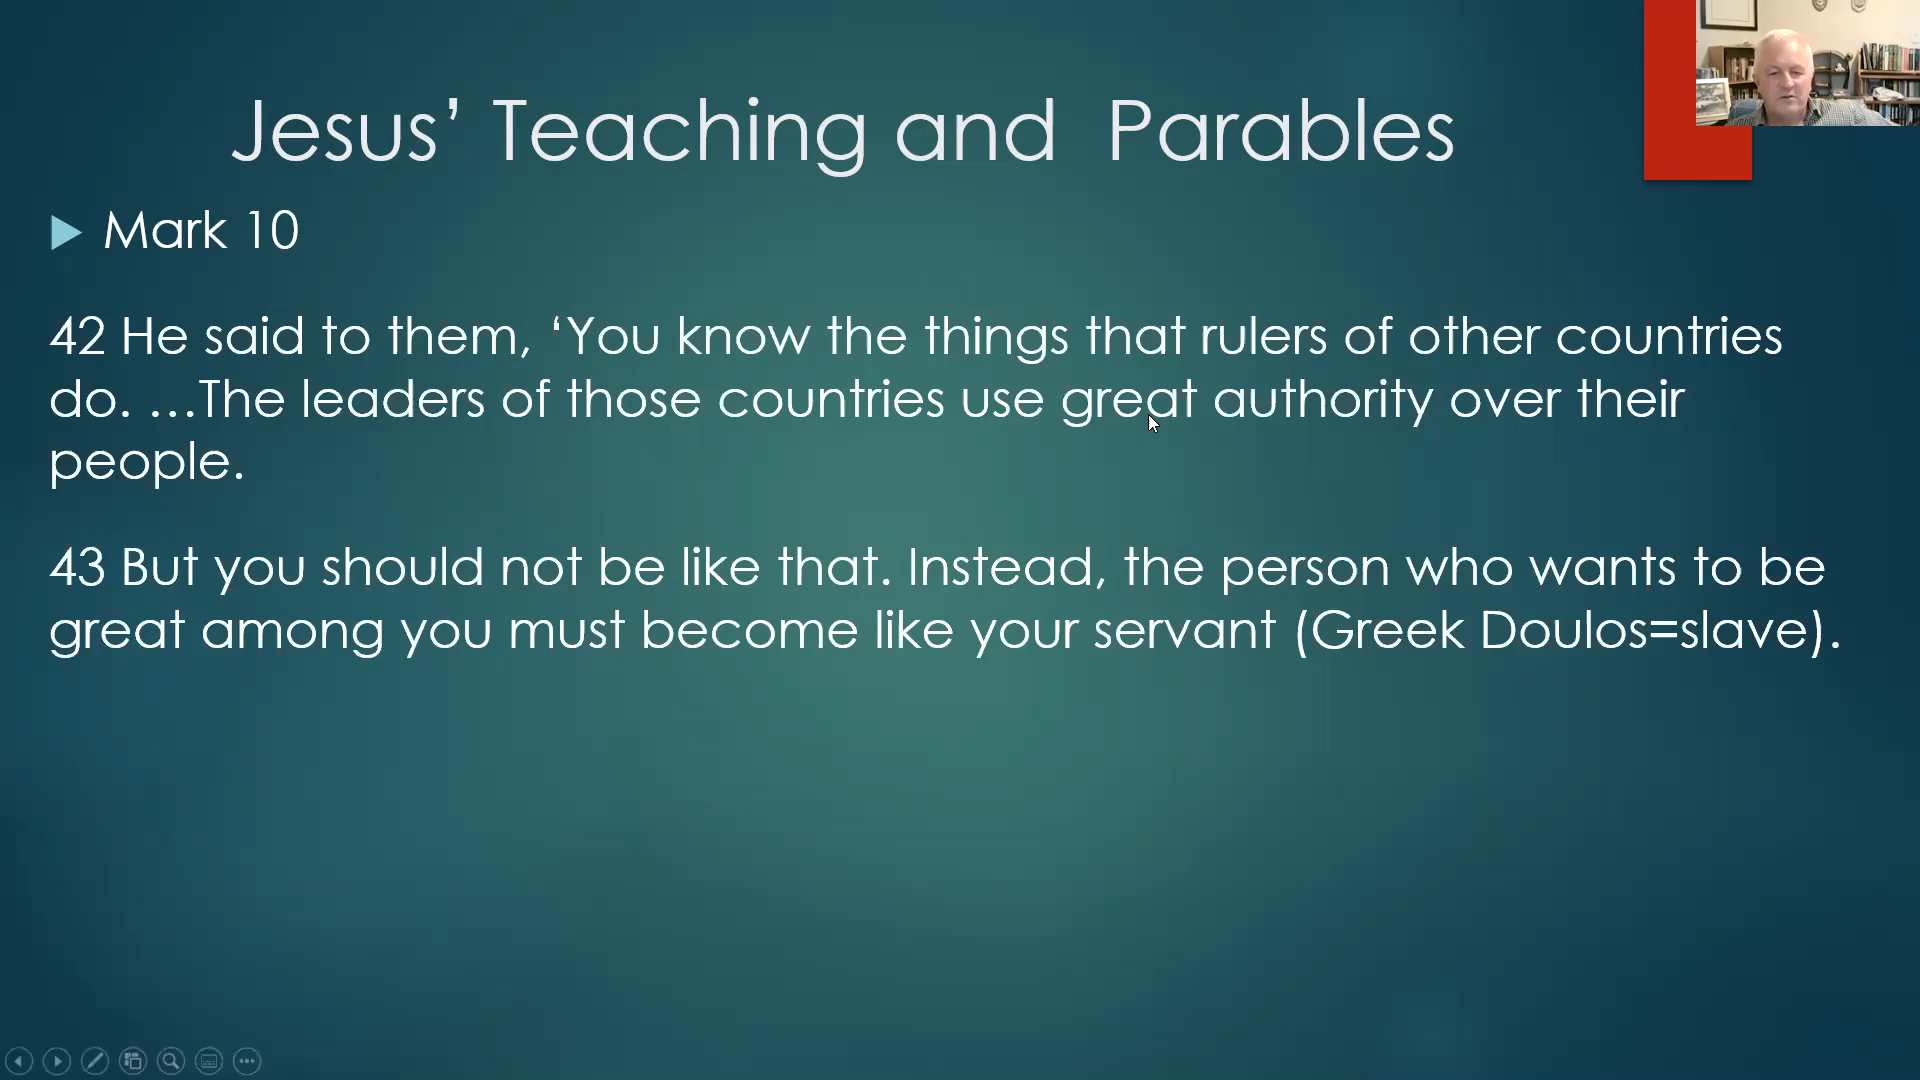 Jesus’ Teaching and  Parables
Mark 10
42 He said to them, ‘You know the things that rulers of other countries
do. …The leaders of those countries use great authority over their
people.
43 But you should not be like that. Instead, the person who wants to be
great among you must become like your servant (Greek Doulos=slave).